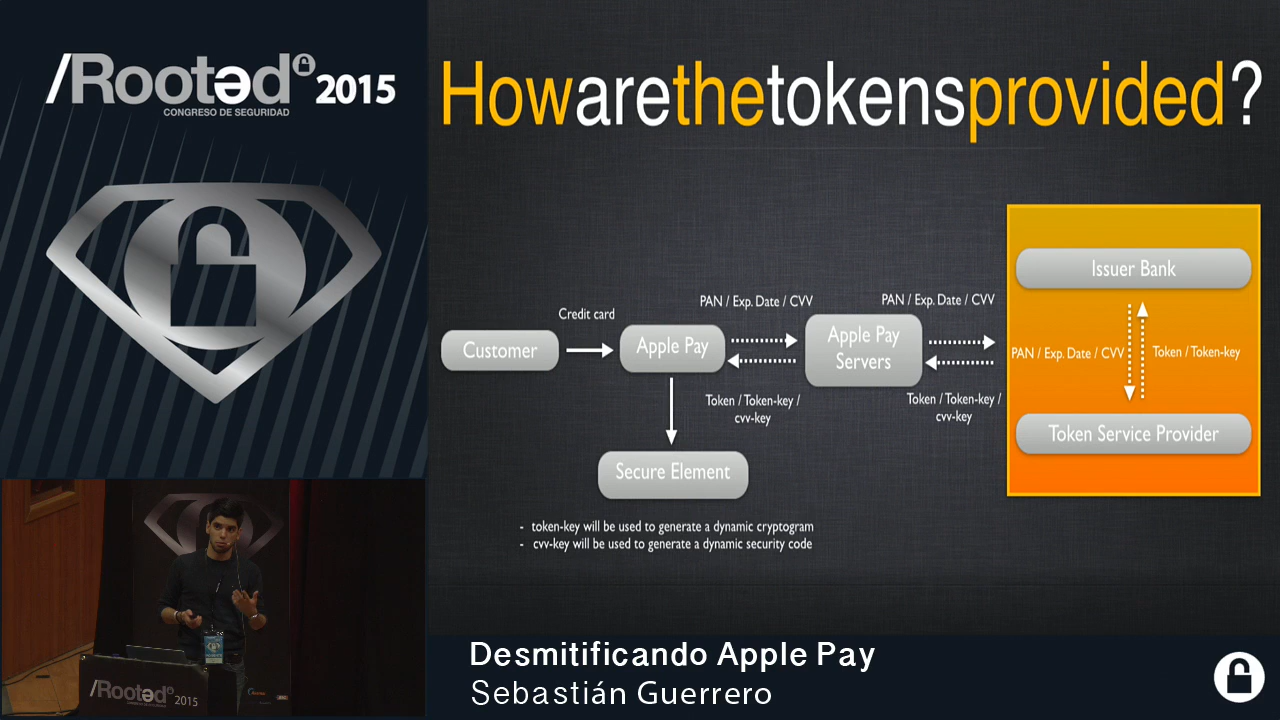 /Rootəd 2015
CONGRESO DE SEGURIDAD
Howarethetokensprovided?
Customer
Credit card
Apple Pay
PAN / Exp. Date / CVV
Token / Token-key /
cvv-key
Apple Pay
Servers
PAN / Exp. Date / CVV
Token / Token-key /
cvv-key
Issuer Bank
PAN / Exp. Date / CVV
Token / Token-key
Token Service Provider
Secure Element
- token-key will be used to generate a dynamic cryptogram
- cvv-key will be used to generate a dynamic security code
/Rootəd 2015
Desmitificando Apple Pay
Sebastián Guerrero